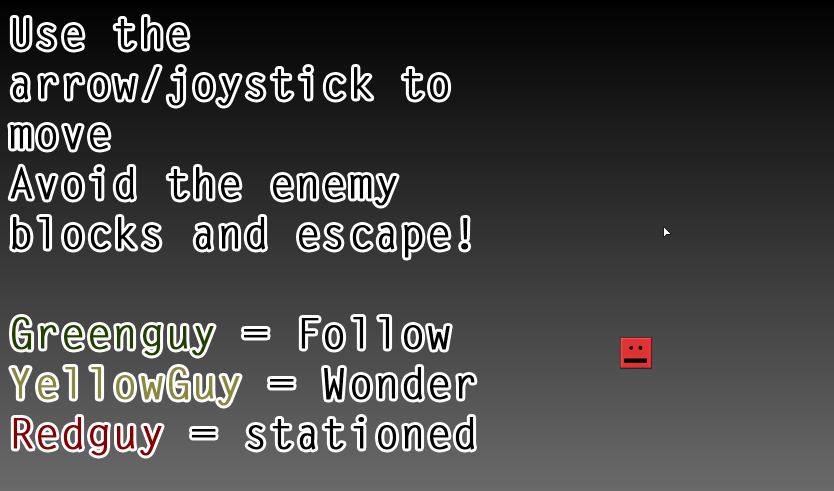 Use the
arrow/joystick to
move
Avoid the enemy
blocks and escape!
Greenguy = Follow
YellowGuy = Wonder
Redguy = stationed